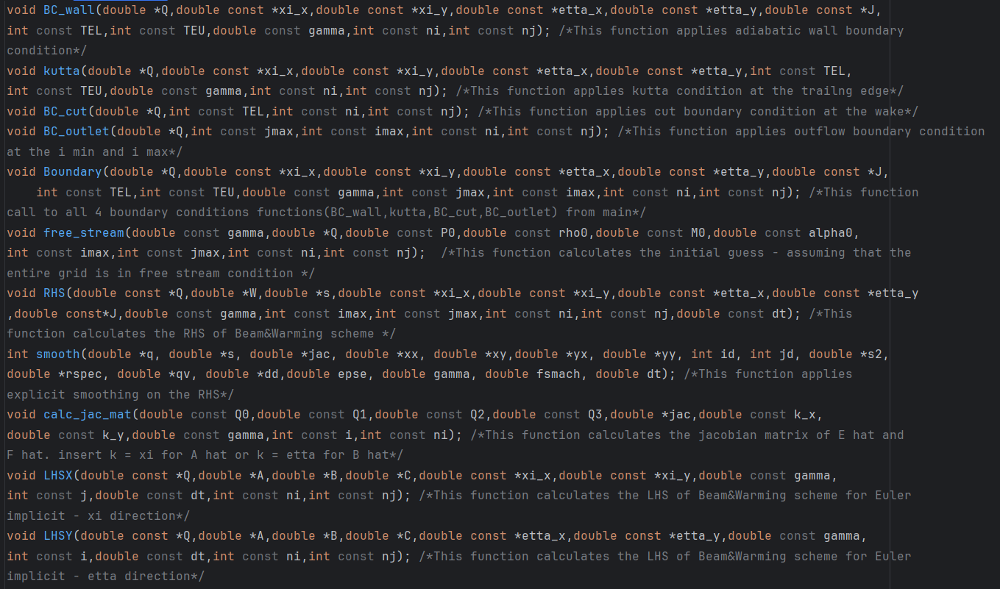 void BC_wall(double *Q,double const *xi_x,double const *xi_y,double const *etta_x,double const *etta_y,double const *J,
int const TEL,int const TEU,double const gamma,int const ni,int const nj); /*This function applies adiabatic wall boundary
condition*/
void kutta(double *Q,double const *xi_x,double const *xi_y,double const *etta_x,double const *etta_y,int const TEL,
int const TEU,double const gamma,int const ni,int const nj); /*This function applies kutta condition at the trailng edge*/
void BC_cut(double *Q,int const TEL,int const ni,int const nj); /*This function applies cut boundary condition at the wake*/
void BC_outlet(double *Q,int const jmax,int const imax,int const ni,int const nj); /*This function applies outflow boundary condition
at the i min and i max*/
void Boundary(double *Q,double const *xi_x,double const *xi_y,double const *etta_x,double const *etta_y,double const *J,
    int const TEL,int const TEU,double const gamma,int const jmax,int const imax,int const ni,int const nj); /*This function
call to all 4 boundary conditions functions(BC_wall,kutta,BC_cut,BC_outlet) from main*/
void free_stream(double const gamma,double *Q,double const P0,double const rho0,double const M0,double const alpha0,
int const imax,int const jmax,int const ni,int const nj);  /*This function calculates the initial guess - assuming that the
entire grid is in free stream condition */
void RHS(double const *Q,double *W,double *s,double const *xi_x,double const *xi_y,double const *etta_x,double const *etta_y
,double const*J,double const gamma,int const imax,int const jmax,int const ni,int const nj,double const dt); /*This
function calculates the RHS of Beam&Warming scheme */
int smooth(double *q, double *s, double *jac, double *xx, double *xy,double *yx, double *yy, int id, int jd, double *s2,
double *rspec, double *qv, double *dd,double epse, double gamma, double fsmach, double dt); /*This function applies
explicit smoothing on the RHS*/
void calc_jac_mat(double const Q0,double const Q1,double const Q2,double const Q3,double *jac,double const k_x,
double const k_y,double const gamma,int const i,int const ni); /*This function calculates the jacobian matrix of E hat and
F hat. insert k = xi for A hat or k = etta for B hat*/
void LHSX(double const *Q,double *A,double *B,double *C,double const *xi_x,double const *xi_y,double const gamma,
int const j,double const dt,int const ni,int const nj); /*This function calculates the LHS of Beam&Warming scheme for Euler
implicit - xi direction*/
void LHSY(double const *Q,double *A,double *B,double *C,double const *etta_x,double const *etta_y,double const gamma,
int const i,double const dt,int const ni,int const nj); /*This function calculates the LHS of Beam&Warming scheme for Euler
implicit - etta direction*/